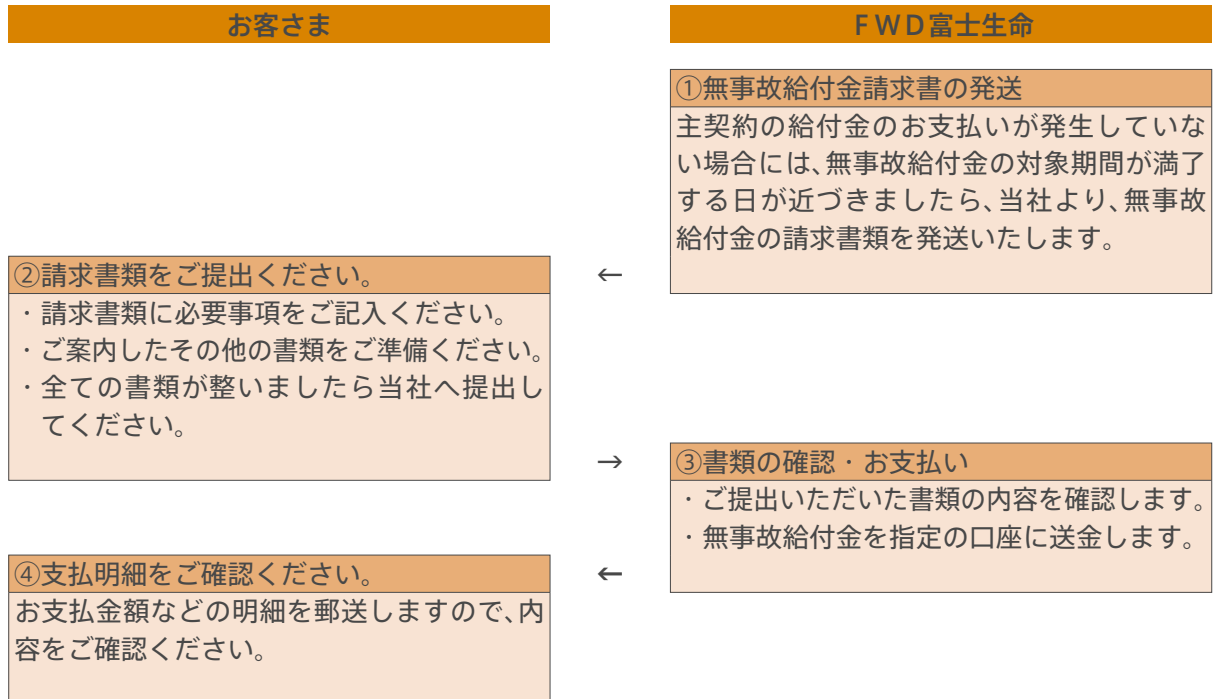 お客さま
ＦＷＤ富士生命
①無事故給付金請求書の発送
主契約の給付金のお支払いが発生していな
い場合には、無事故給付金の対象期間が満了
する日が近づきましたら、当社より、無事故
給付金の請求書類を発送いたします。
←
②請求書類をご提出ください。
・請求書類に必要事項をご記入ください。
・ご案内したその他の書類をご準備ください。
・全ての書類が整いましたら当社へ提出し
てください。
→
③書類の確認・お支払い
・ご提出いただいた書類の内容を確認します。
・無事故給付金を指定の口座に送金します。
←
④支払明細をご確認ください。
お支払金額などの明細を郵送しますので、内
容をご確認ください。